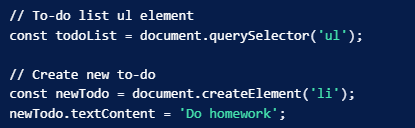 // To-do list ul element
const todoList = document.querySelector('ul');
// Create new to-do
const newTodo = document.createElement('li');
newTodo.textContent = 'Do homework';